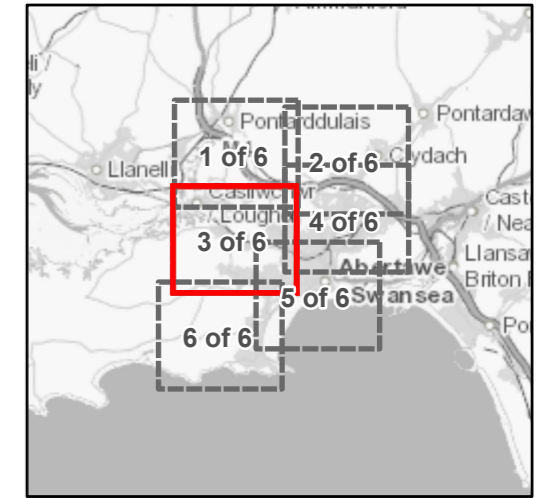 Pontarddulais
Pontardaw
1 of 6
2 of 6
Clydach
Llanell
3 of 6
4 of 6
Cast
/ Nea
Abertawe
Swansea
5 of 6
Llansa
Briton F
Po
6 of 6